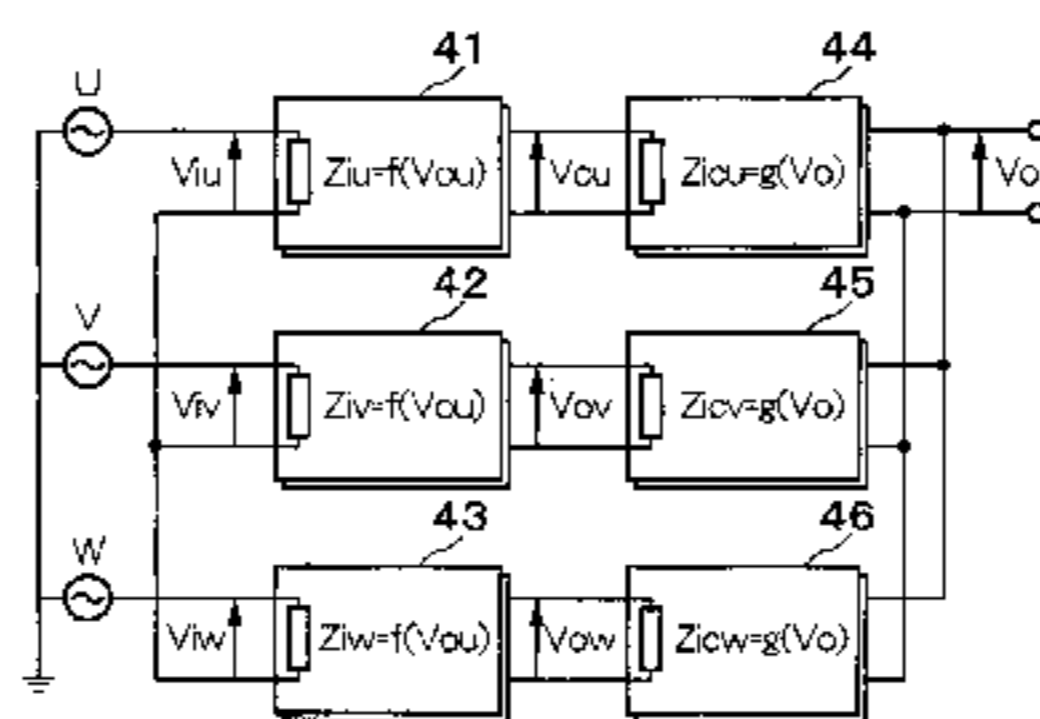 41
44
U
Viu
Ziu=f(Vou)
Vou
Zicu=g(Vo)
Vo
42
45
V
Viv
Ziv=f(Vou)
Vov
Zicv=g(Vo)
43
46
W
Viw
Ziw=f(Vou)
Vow
Zicw=g(Vo)